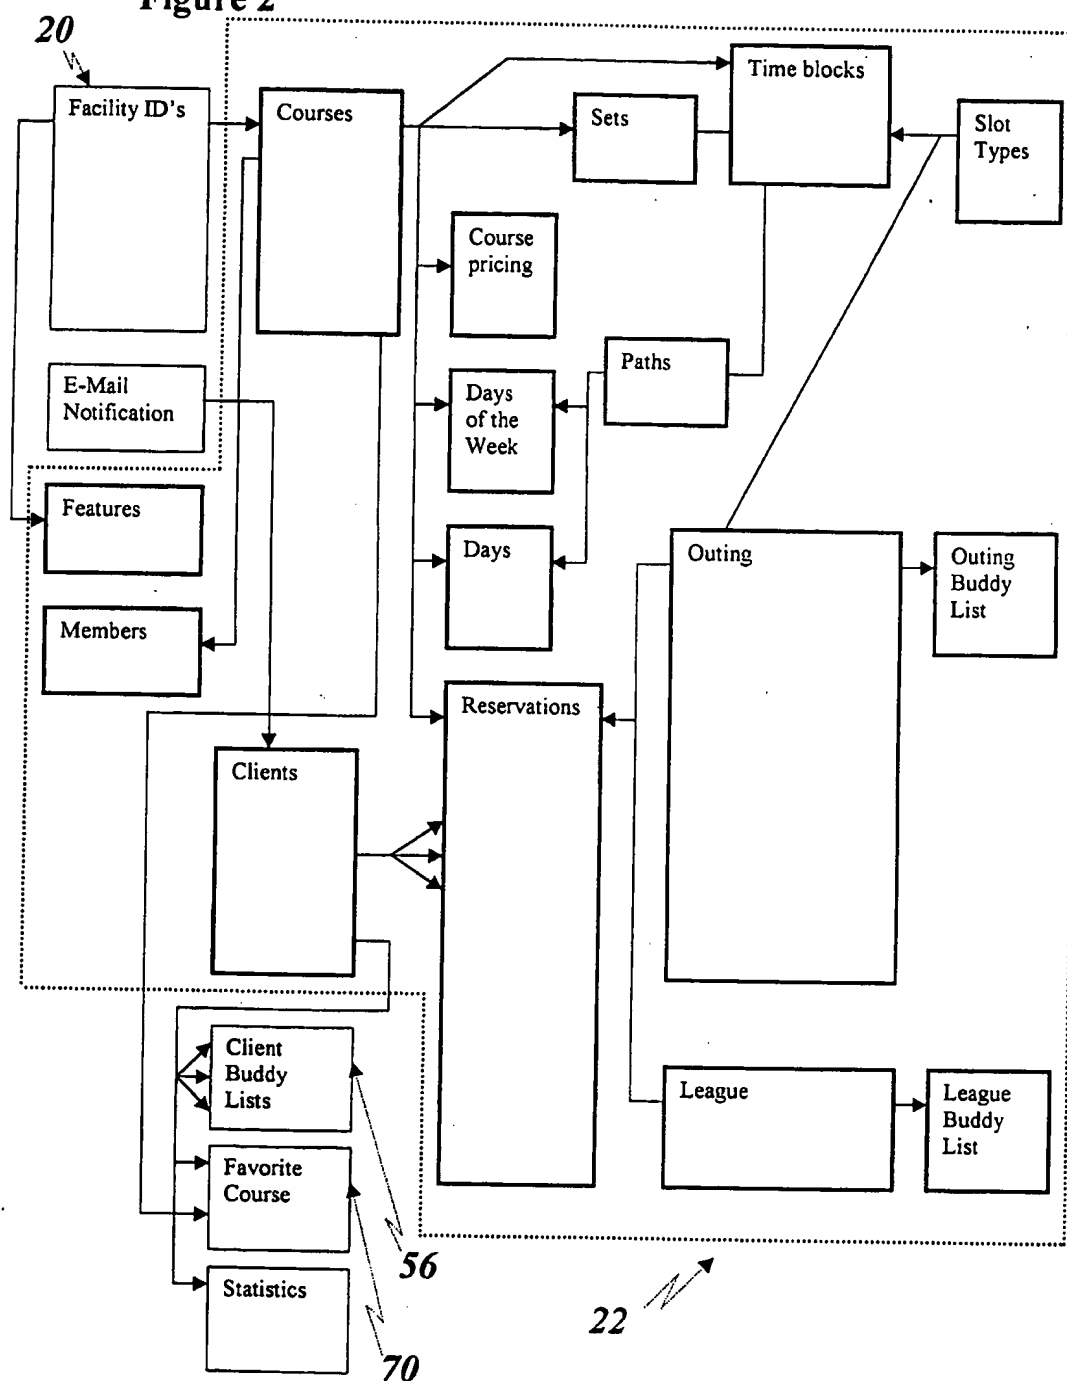 Figure 2
20
Facility ID's
Courses
Sets
Time blocks
Slot
Types
Course
pricing
E-Mail
Notification
Days
of the
Week
Paths
Features
Days
Outing
Outing
Buddy
List
Members
Reservations
Clients
Client
Buddy
Lists
League
League
Buddy
List
Favorite
Course
56
Statistics
22
70